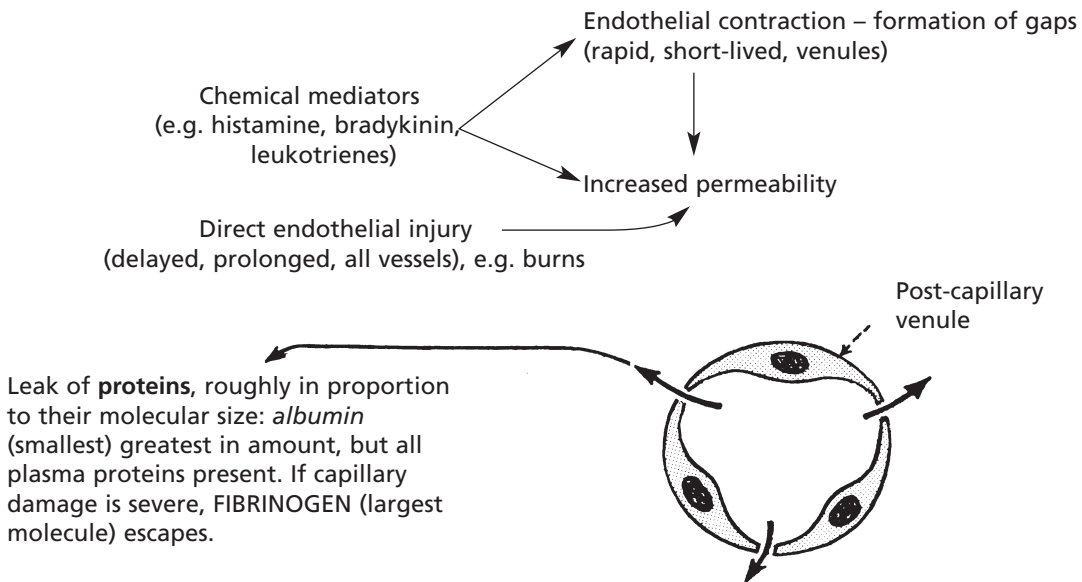 Endothelial contraction – formation of gaps
(rapid, short-lived, venules)
Chemical mediators
(e.g. histamine, bradykinin,
leukotrienes)
Increased permeability
Direct endothelial injury
(delayed, prolonged, all vessels), e.g. burns
Post-capillary
venule
Leak of proteins, roughly in proportion
to their molecular size: albumin
(smallest) greatest in amount, but all
plasma proteins present. If capillary
damage is severe, FIBRINOGEN (largest
molecule) escapes.